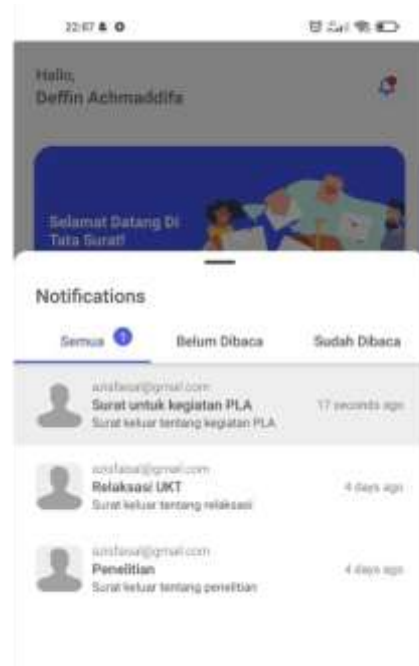 22:07
Hallo,
Deffin Achmaddifa
Selamat Datang Di
Tata Surat!
Notifications
Semua 1
Belum Dibaca
Sudah Dibaca
azisfaisal@gmail.com
Surat untuk kegiatan PLA
17 seconds ago
Surat keluar tentang kegiatan PLA
azisfaisal@gmail.com
Relaksasi UKT
4 days ago
Surat keluar tentang relaksasi
azisfaisal@gmail.com
Penelitian
4 days ago
Surat keluar tentang penelitian